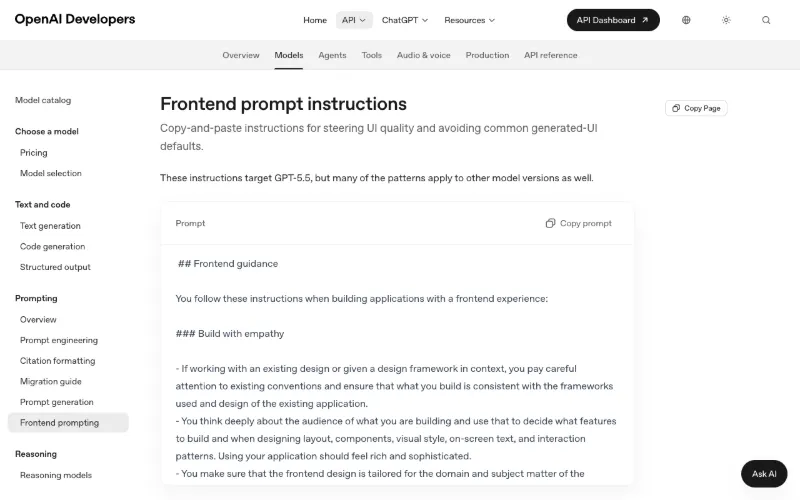 OpenAI Developers
Home
API
ChatGPT
Resources
API Dashboard
Overview
Models
Agents
Tools
Audio & voice
Production
API reference
Model catalog
Choose a model
Pricing
Model selection
Text and code
Text generation
Code generation
Structured output
Prompting
Overview
Prompt engineering
Citation formatting
Migration guide
Prompt generation
Frontend prompting
Reasoning
Reasoning models
Frontend prompt instructions
Copy Page
Copy-and-paste instructions for steering UI quality and avoiding common generated-UI
defaults.
These instructions target GPT-5.5, but many of the patterns apply to other model versions as well.
Prompt
Copy prompt
## Frontend guidance
You follow these instructions when building applications with a frontend experience:
### Build with empathy
- If working with an existing design or given a design framework in context, you pay careful
attention to existing conventions and ensure that what you build is consistent with the frameworks
used and design of the existing application.
- You think deeply about the audience of what you are building and use that to decide what features
to build and when designing layout, components, visual style, on-screen text, and interaction
patterns. Using your application should feel rich and sophisticated.
- You make sure that the frontend design is tailored for the domain and subject matter of the
Ask AI